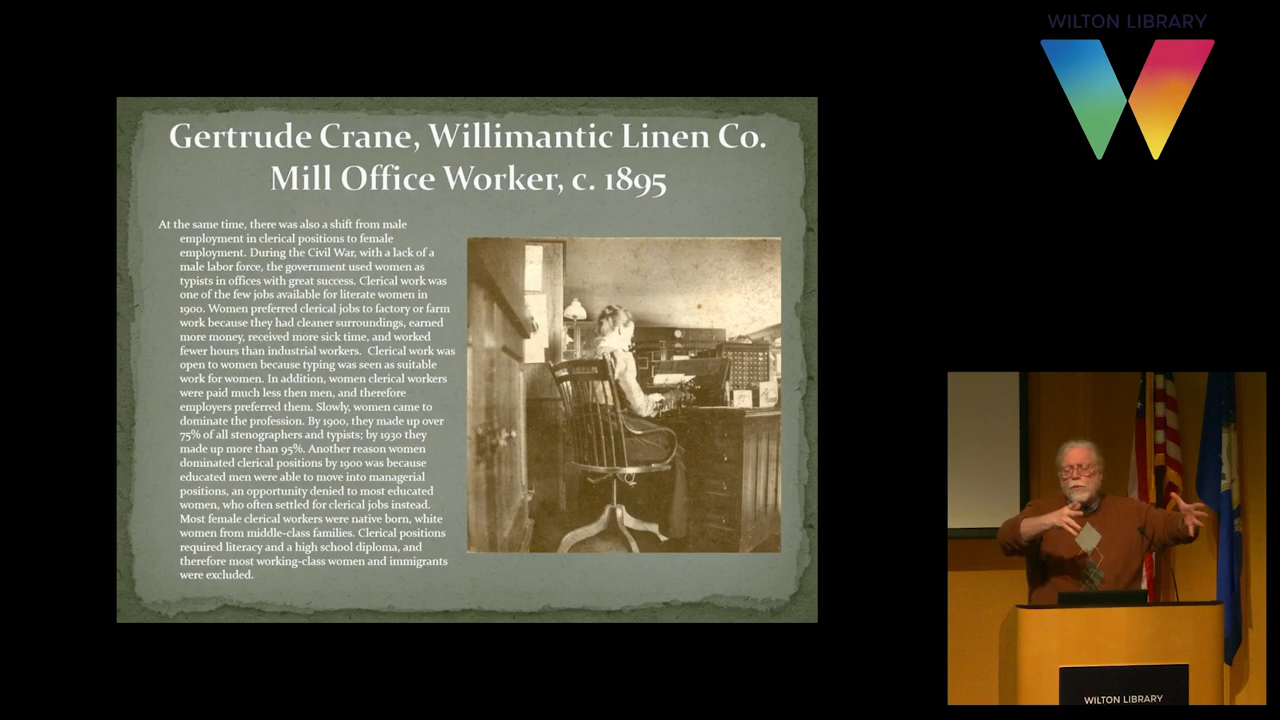 WILTON LIBRARY
Gertrude Crane, Willimantic Linen Co.
Mill Office Worker, c. 1895
At the same time, there was also a shift from male
employment in clerical positions to female
employment. During the Civil War, with a lack of a
male labor force, the government used women as
typists in offices with great success. Clerical work was
one of the few jobs available for literate women in
1900. Women preferred clerical jobs to factory or farm
work because they had cleaner surroundings, earned
more money, received more sick time, and worked
fewer hours than industrial workers. Clerical work was
open to women because typing was seen as suitable
work for women. In addition, women clerical workers
were paid much less then men, and therefore
employers preferred them. Slowly, women came to
dominate the profession. By 1900, they made up over
75% of all stenographers and typists; by 1930 they
made up more than 95%. Another reason women
dominated clerical positions by 1900 was because
educated men were able to move into managerial
positions, an opportunity denied to most educated
women, who often settled for clerical jobs instead.
Most female clerical workers were native born, white
women from middle-class families. Clerical positions
required literacy and a high school diploma, and
therefore most working-class women and immigrants
were excluded.
WILTON LIBRARY